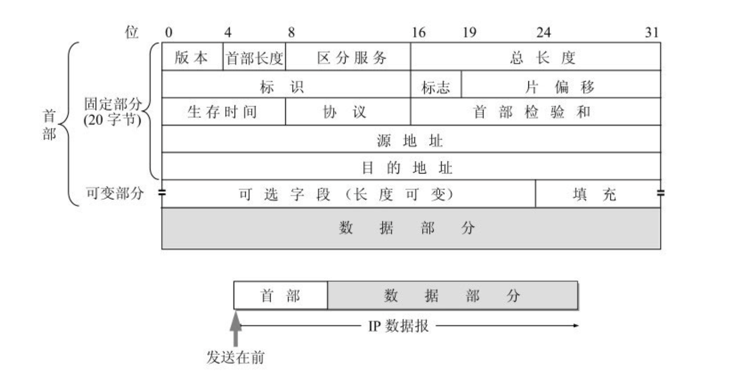 位 0 4 8 16 19 24 31
版本 首部长度 区分服务 总长度
标识 标志 片偏移
首部 固定部分
(20 字节)
生存时间 协议 首部检验和
源地址
目的地址
可变部分 可选字段（长度可变） 填充
数据部分
首部 数据部分
IP 数据报
发送在前